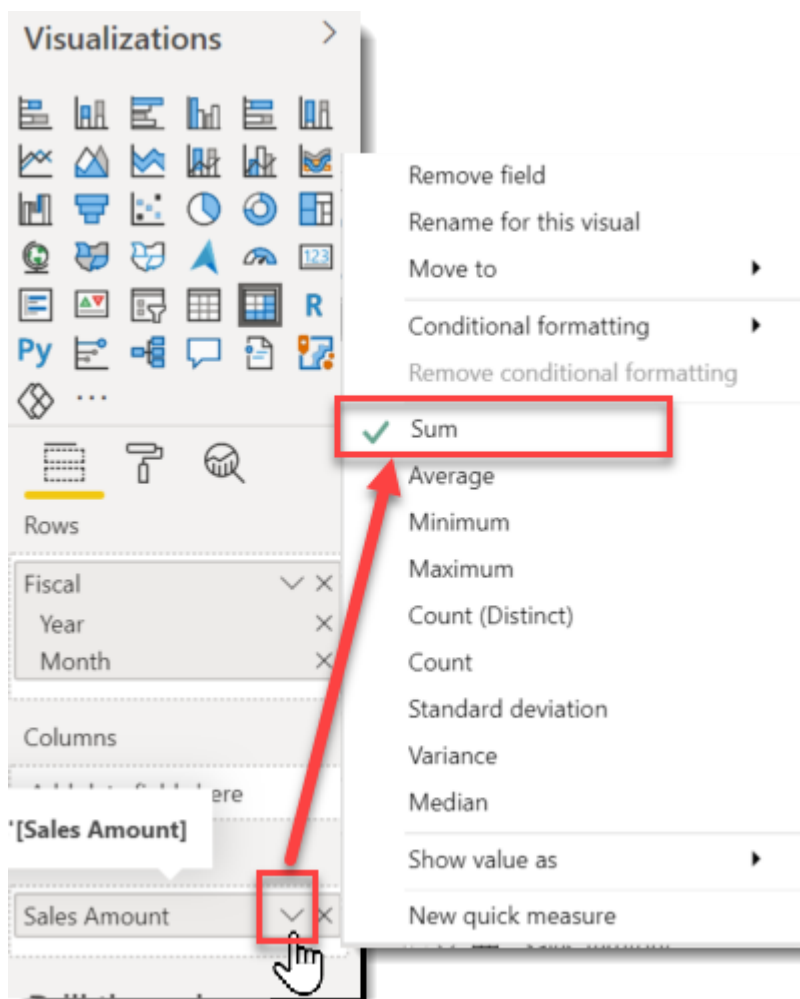 Visualizations
123
R
Py
Rows
Fiscal
Year
Month
Columns
here
'[Sales Amount]
Sales Amount
Remove field
Rename for this visual
Move to
Conditional formatting
Remove conditional formatting
Sum
Average
Minimum
Maximum
Count (Distinct)
Count
Standard deviation
Variance
Median
Show value as
New quick measure